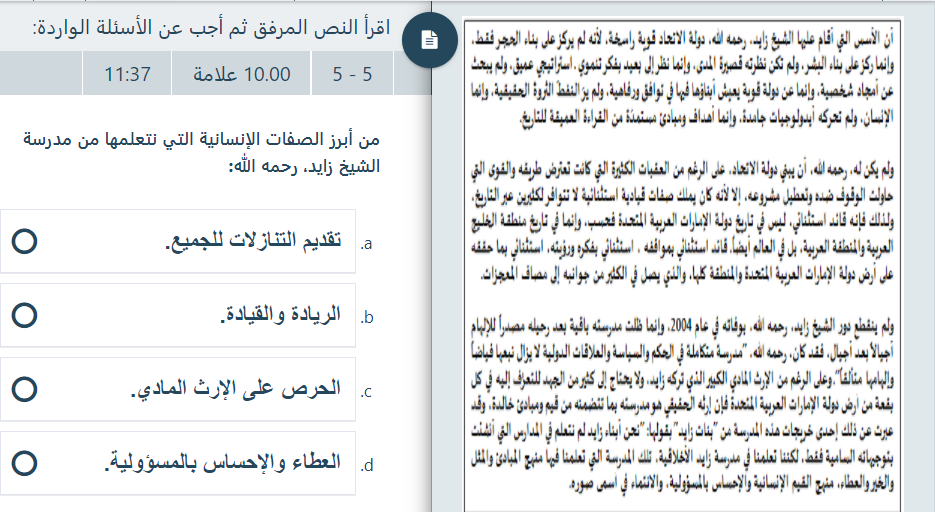 اقرأ النص المرفق ثم أجب عن الأسئلة الواردة:
5 - 5
10.00 علامة
11:37
من أبرز الصفات الإنسانية التي نتعلمها من مدرسة
الشيخ زايد، رحمه الله:
a. تقديم التنازلات للجميع.
b. الريادة والقيادة.
c. الحرص على الإرث المادي.
d. العطاء والإحساس بالمسؤولية.
أن الأسس التي أقام عليها الشيخ زايد، رحمه الله، دولة الاتحاد قوية راسخة، لأنه لم يركز على بناء الحجر فقط،
وإنما ركز على بناء البشر، ولم تكن نظرته قصيرة المدى، وإنما نظر إلى بعيد بفكر تنموي، استراتيجي عميق، ولم يبحث
عن أمجاد شخصية، وإنما عن دولة قوية يعيش أبناؤها فيها في توافق ورفاهية، ولم ير النفط الثروة الحقيقية، وإنما
الإنسان، ولم تحركه أيدولوجيات جامدة، وإنما أهداف ومبادئ مستمدة من القراءة العميقة للتاريخ.
ولم يكن له، رحمه الله، أن يبني دولة الاتحاد، على الرغم من العقبات الكثيرة التي كانت تعترض طريقه والقوى التي
حاولت الوقوف ضده وتعطيل مشروعه، إلا لأنه كان يملك صفات قيادية استثنائية لا تتوافر لكثيرين عبر التاريخ،
ولذلك فإنه قائد استثنائي، ليس في تاريخ دولة الإمارات العربية المتحدة فحسب، وإنما في تاريخ منطقة الخليج
العربية والمنطقة العربية، بل في العالم أيضاً، قائد استثنائي بمواقفه ، استثنائي بفكره ورؤيته، استثنائي بما حققه
على أرض دولة الإمارات العربية المتحدة والمنطقة كلها، والذي يصل في الكثير من جوانبه إلى مصاف المعجزات.
ولم ينقطع دور الشيخ زايد، رحمه الله، بوفاته في عام 2004، وإنما ظلت مدرسته باقية بعد رحيله مصدراً للإلهام
أجيالاً بعد أجيال، فقد كان، رحمه الله، "مدرسة متكاملة في الحكم والسياسة والعلاقات الدولية لا يزال نبعها فياضاً
وإلهامها متألقاً". وعلى الرغم من الإرث المادي الكبير الذي تركه زايد، ولا يحتاج إلى كثير من الجهد للتعرف إليه في كل
بقعة من أرض دولة الإمارات العربية المتحدة فإن إرثه الحقيقي هو مدرسته بما تتضمنه من قيم ومبادئ خالدة، وقد
عبرت عن ذلك إحدى خريجات هذه المدرسة من "بنات زايد" بقولها: "نحن أبناء زايد لم نتعلم في المدارس التي أنشئت
بتوجيهاته السامية فقط، لكننا تعلمنا في مدرسة زايد الأخلاقية، تلك المدرسة التي تعلمنا فيها منهج المبادئ والمثل
والخير والعطاء، منهج القيم الإنسانية والإحساس بالمسؤولية، والانتماء في أسمى صوره.